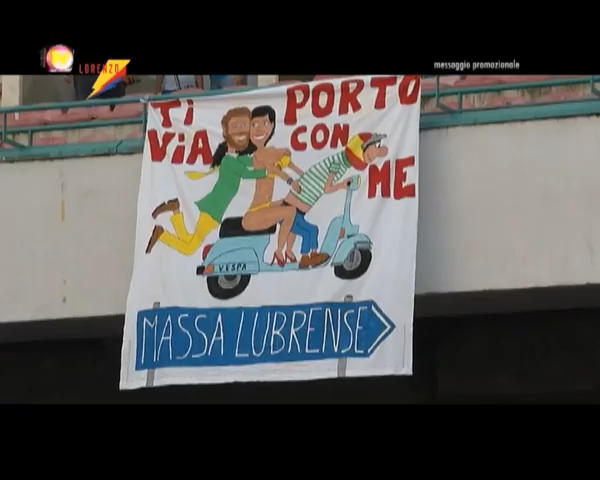 LORENZO
messaggio promozionale
TI PORTO
VIA CON
ME
VESPA
MASSA LUBRENSE